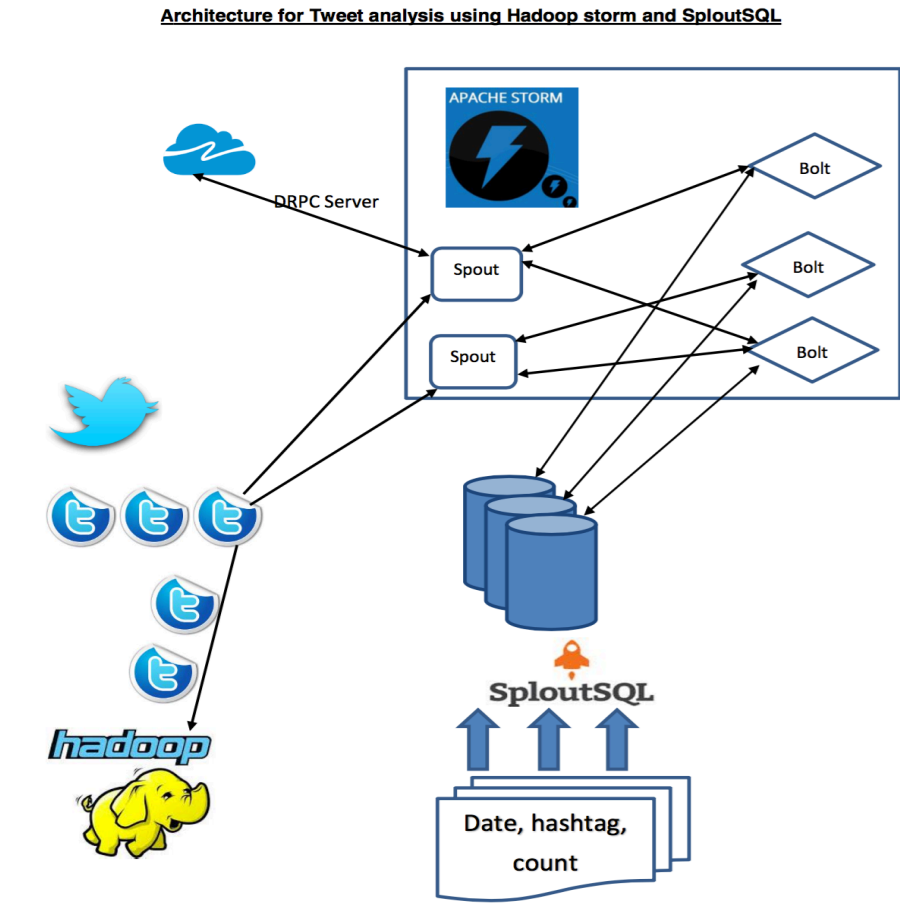 Architecture for Tweet analysis using Hadoop storm and SploutSQL
APACHE STORM
Bolt
DRPC Server
Spout
Bolt
Spout
Bolt
t
t
t
t
t
SploutSQL
hadoop
Date, hashtag,
count